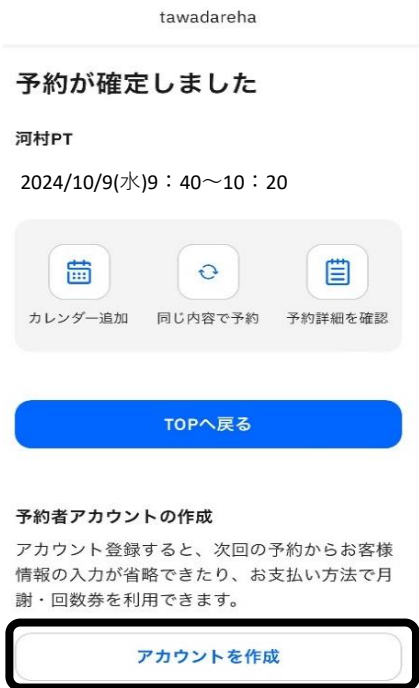 tawadareha
予約が確定しました
河村PT
2024/10/9(水)9：40～10：20
カレンダー追加 同じ内容で予約 予約詳細を確認
TOPへ戻る
予約者アカウントの作成
アカウント登録すると、次回の予約からお客様
情報の入力が省略できたり、お支払い方法で月
謝・回数券を利用できます。
アカウントを作成